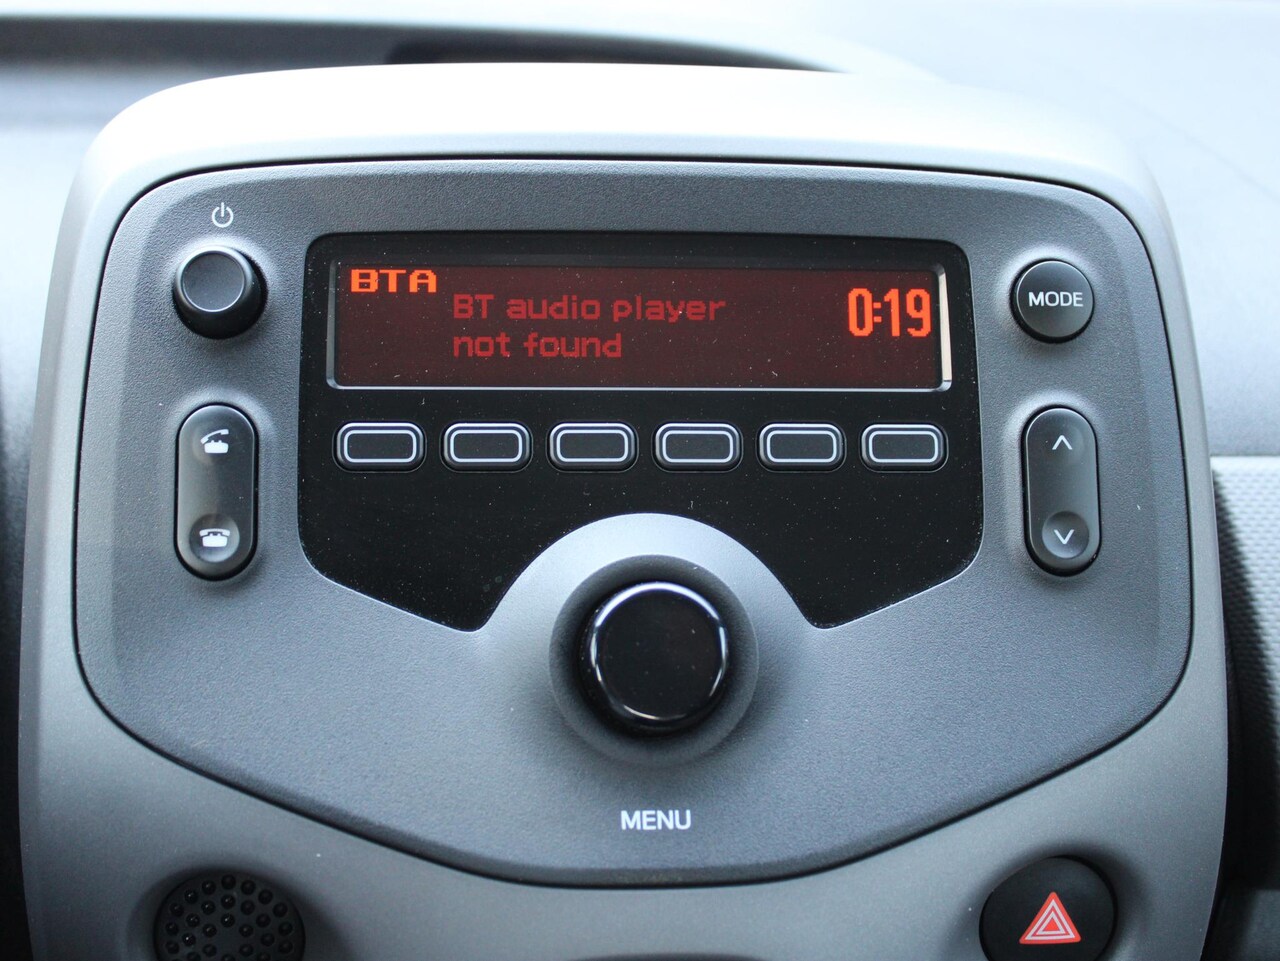 BTA
BT audio player
not found
0:19
MODE
MENU